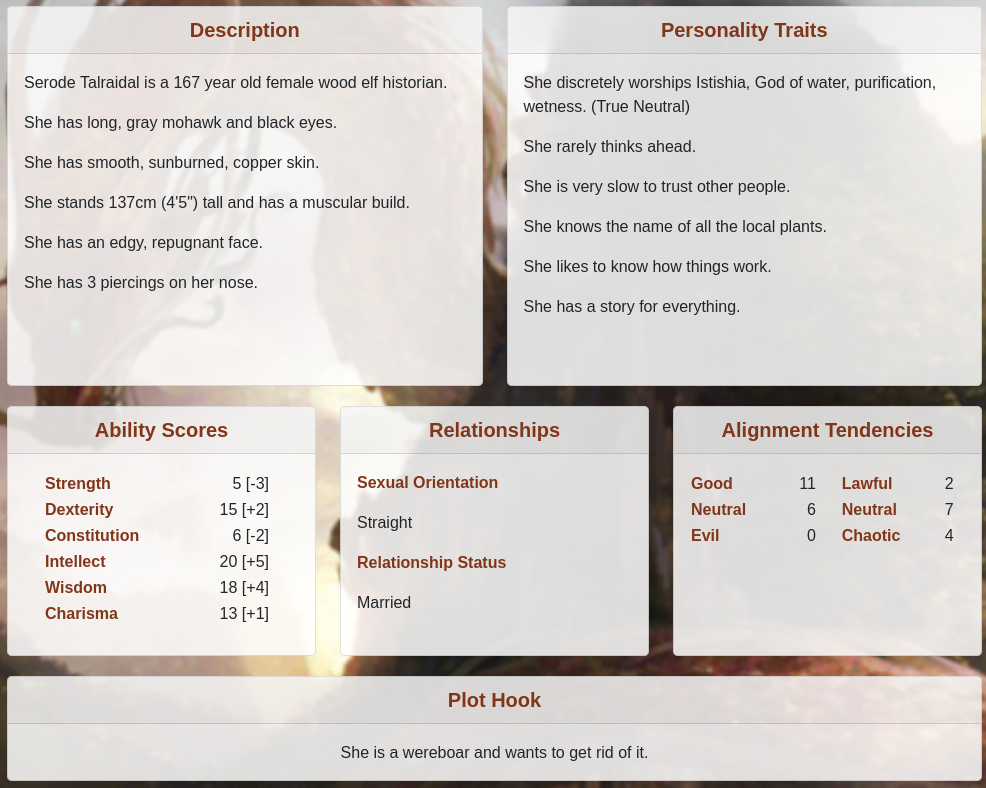 Description
Serode Talraidal is a 167 year old female wood elf historian.
She has long, gray mohawk and black eyes.
She has smooth, sunburned, copper skin.
She stands 137cm (4'5") tall and has a muscular build.
She has an edgy, repugnant face.
She has 3 piercings on her nose.
Personality Traits
She discretely worships Istishia, God of water, purification,
wetness. (True Neutral)
She rarely thinks ahead.
She is very slow to trust other people.
She knows the name of all the local plants.
She likes to know how things work.
She has a story for everything.
Ability Scores
Strength 5 [-3]
Dexterity 15 [+2]
Constitution 6 [-2]
Intellect 20 [+5]
Wisdom 18 [+4]
Charisma 13 [+1]
Relationships
Sexual Orientation
Straight
Relationship Status
Married
Alignment Tendencies
Good 11 Lawful 2
Neutral 6 Neutral 7
Evil 0 Chaotic 4
Plot Hook
She is a wereboar and wants to get rid of it.